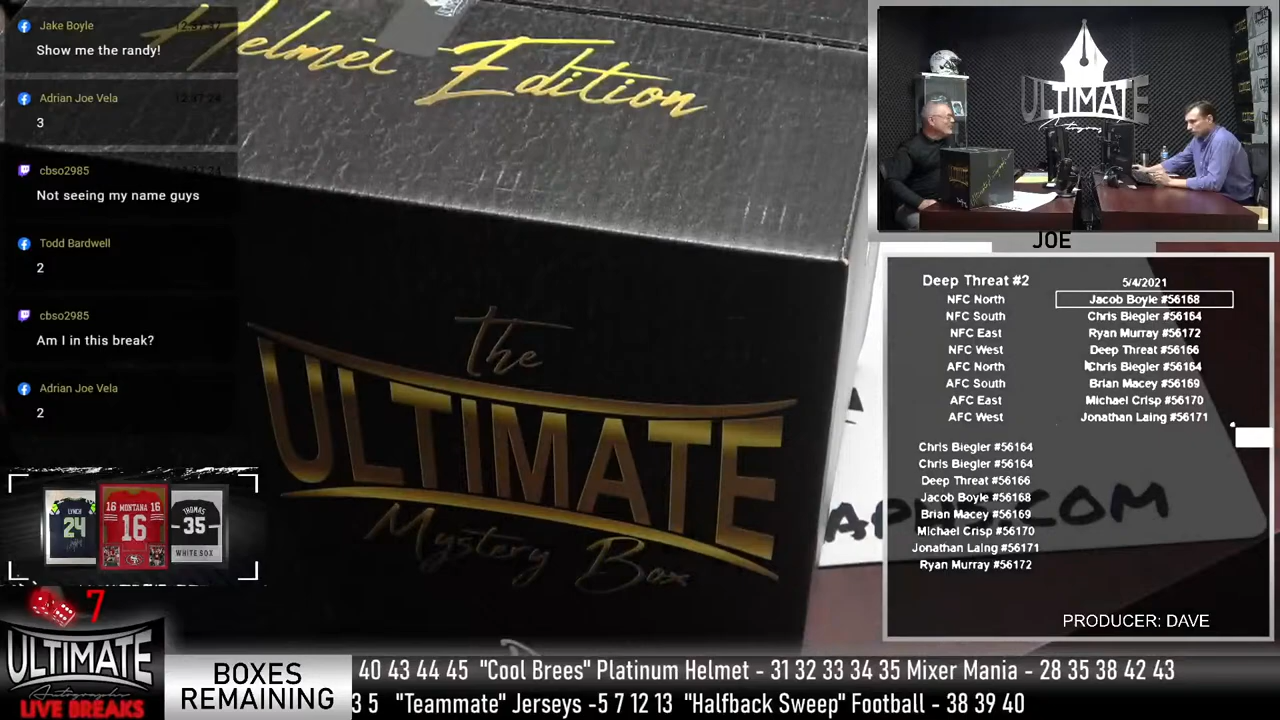 Jake Boyle
Show me the randy!
Adrian Joe Vela 12:37:24
3
cbso2985
Not seeing my name guys
Todd Bardwell
2
cbso2985
Am I in this break?
Adrian Joe Vela
2
Helmet Edition
The
ULTIMATE
Mystery Box
ULTIMATE
JOE
Deep Threat #2 5/4/2021
NFC North Jacob Boyle #56168
NFC South Chris Biegler #56164
NFC East Ryan Murray #56172
NFC West Deep Threat #56166
AFC North Chris Biegler #56164
AFC South Brian Macey #56169
AFC East Michael Crisp #56170
AFC West Jonathan Laing #56171
Chris Biegler #56164
Chris Biegler #56164
Deep Threat #56166
Jacob Boyle #56168
Brian Macey #56169
Michael Crisp #56170
Jonathan Laing #56171
Ryan Murray #56172
PRODUCER: DAVE
.COM
LYNCH
24
16 MONTANA 16
16
THOMAS
35
WHITE SOX
7
ULTIMATE
Autographs
LIVE BREAKS
BOXES
REMAINING
40 43 44 45 "Cool Brees" Platinum Helmet - 31 32 33 34 35 Mixer Mania - 28 35 38 42 43
3 5 "Teammate" Jerseys -5 7 12 13 "Halfback Sweep" Football - 38 39 40